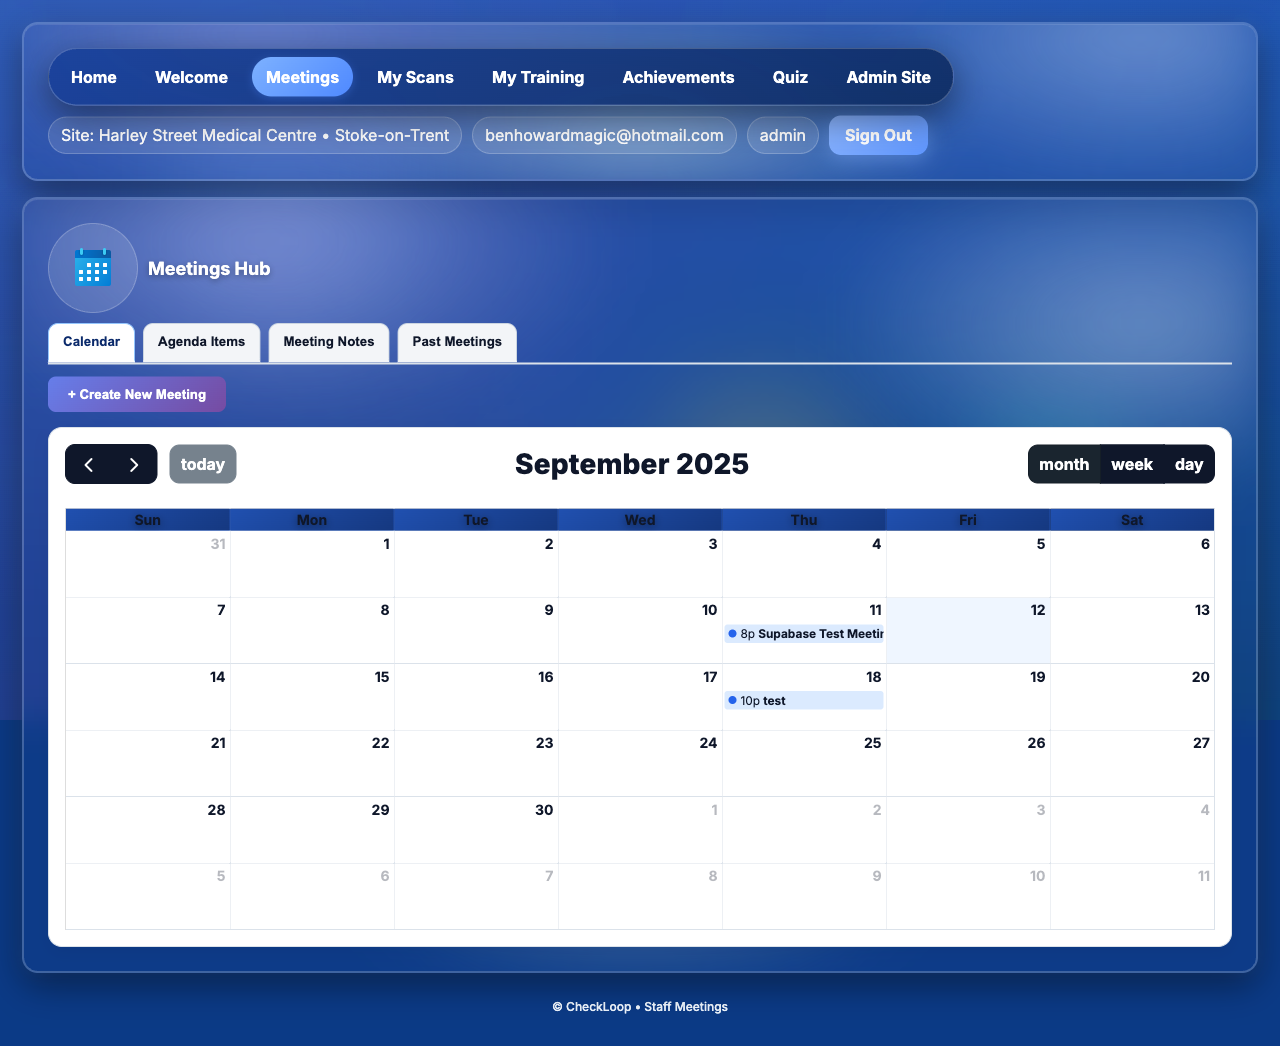 Home Welcome Meetings My Scans My Training Achievements Quiz Admin Site
Site: Harley Street Medical Centre • Stoke-on-Trent benhowardmagic@hotmail.com admin Sign Out
Meetings Hub
Calendar Agenda Items Meeting Notes Past Meetings
+ Create New Meeting
today September 2025 month week day
Sun Mon Tue Wed Thu Fri Sat
31 1 2 3 4 5 6
7 8 9 10 11 12 13
8p Supabase Test Meetin
14 15 16 17 18 19 20
10p test
21 22 23 24 25 26 27
28 29 30 1 2 3 4
5 6 7 8 9 10 11
© CheckLoop • Staff Meetings